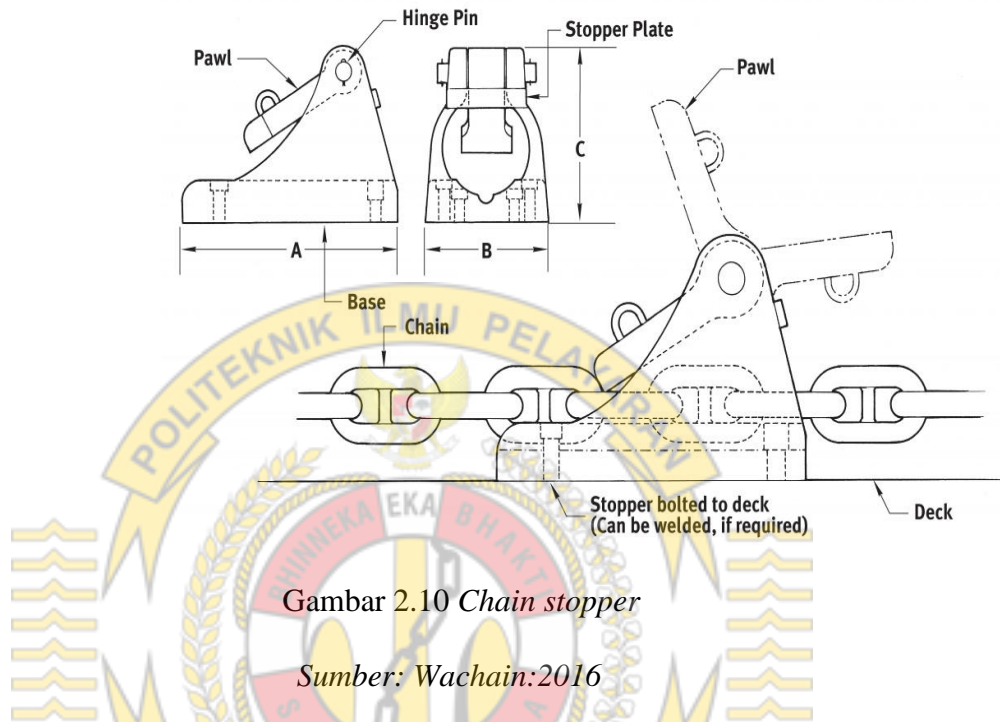 Hinge Pin
Stopper Plate
Pawl
Pawl
C
A
B
Base
Chain
POLITEKNIK ILMU PELAYARAN
Stopper bolted to deck
(Can be welded, if required)
Deck
BHINNEKA EKA BHAKTI
Gambar 2.10 Chain stopper
Sumber: Wachain:2016
S
A